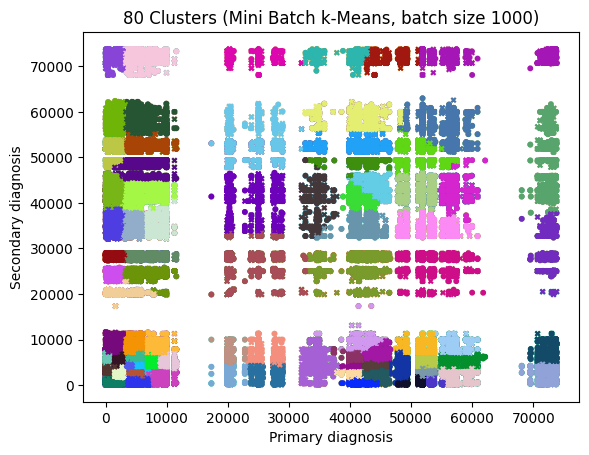 80 Clusters (Mini Batch k-Means, batch size 1000)
Secondary diagnosis
70000
60000
50000
40000
30000
20000
10000
0
0 10000 20000 30000 40000 50000 60000 70000
Primary diagnosis